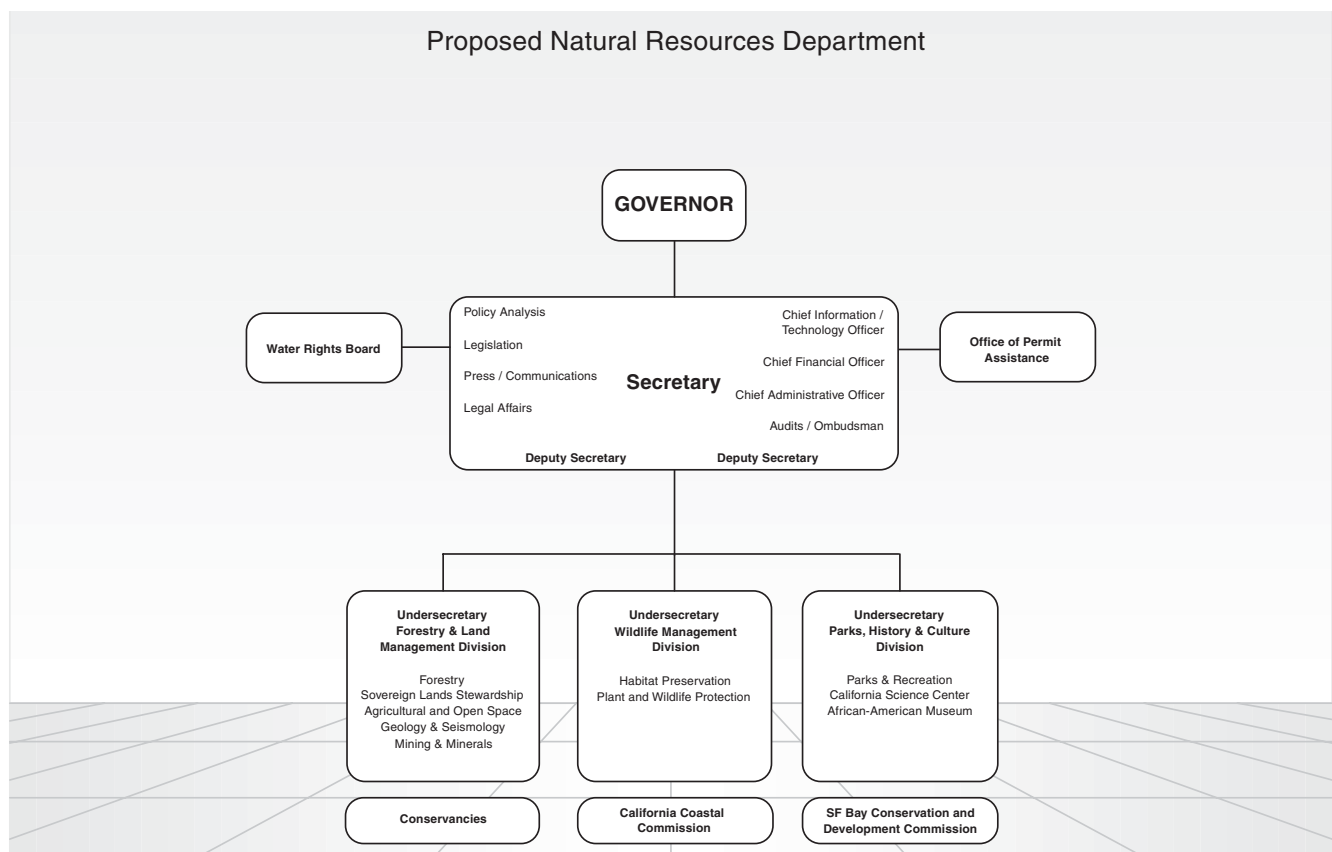 Proposed Natural Resources Department
GOVERNOR
Water Rights Board
Policy Analysis
Legislation
Press / Communications
Legal Affairs
Secretary
Chief Information /
Technology Officer
Chief Financial Officer
Chief Administrative Officer
Audits / Ombudsman
Deputy Secretary
Deputy Secretary
Office of Permit
Assistance
Undersecretary
Forestry & Land
Management Division
Forestry
Sovereign Lands Stewardship
Agricultural and Open Space
Geology & Seismology
Mining & Minerals
Undersecretary
Wildlife Management
Division
Habitat Preservation
Plant and Wildlife Protection
Undersecretary
Parks, History & Culture
Division
Parks & Recreation
California Science Center
African-American Museum
Conservancies
California Coastal
Commission
SF Bay Conservation and
Development Commission